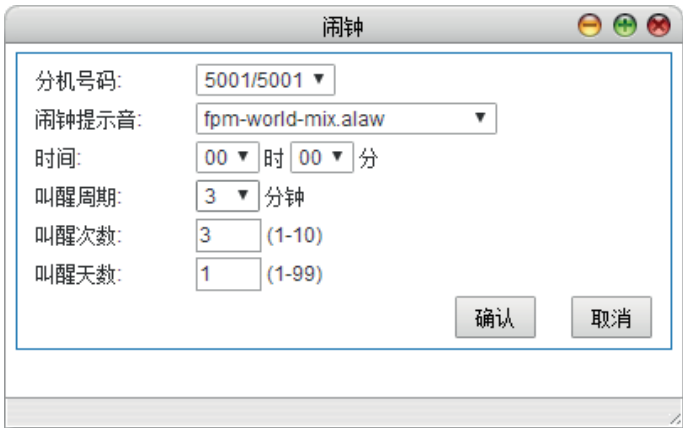 闹钟
分机号码: 5001/5001
闹钟提示音: fpm-world-mix.alaw
时间: 00 时 00 分
叫醒周期: 3 分钟
叫醒次数: 3 (1-10)
叫醒天数: 1 (1-99)
确认 取消